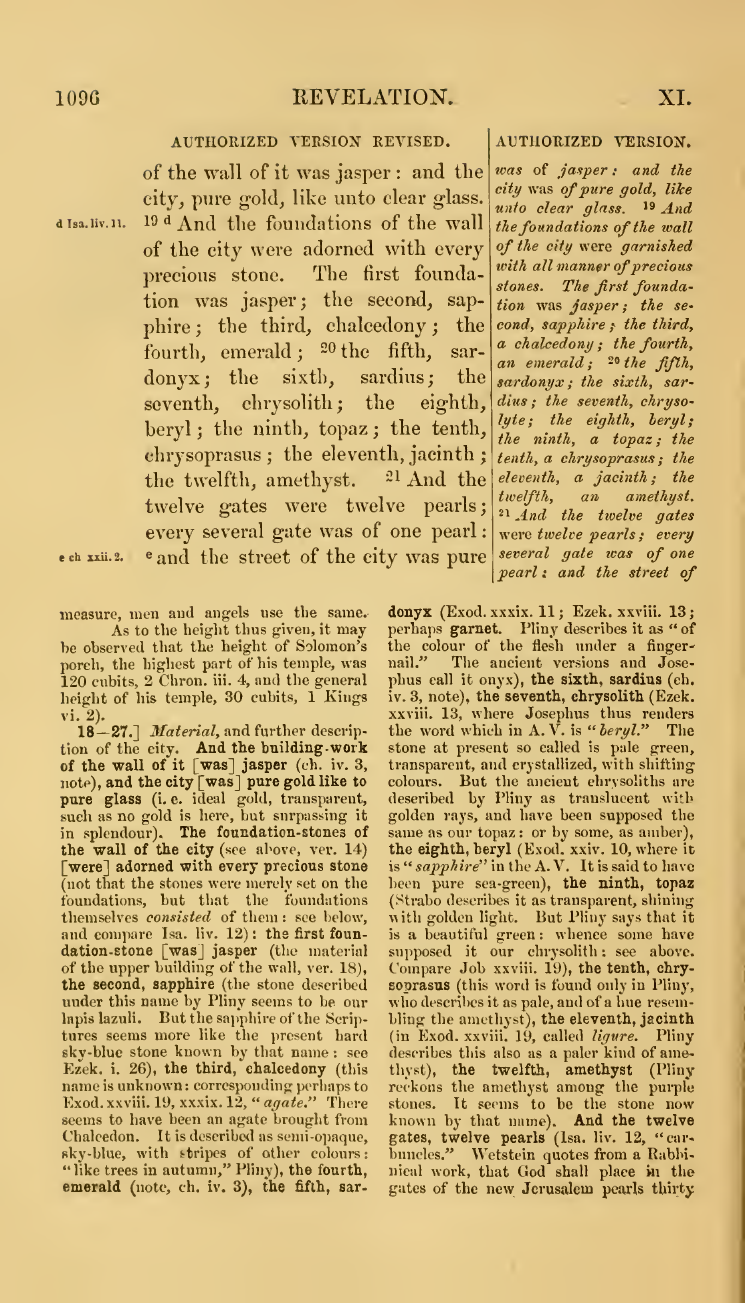 1096 REVELATION. XI.
AUTHORIZED VERSION REVISED.
of the wall of it was jasper : and the
city, pure gold, like unto clear glass.
d Isa. liv. 11. 19 d And the foundations of the wall
of the city were adorned with every
precious stone. The first founda-
tion was jasper ; the second, sap-
phire ; the third, chalcedony ; the
fourth, emerald ; 20 the fifth, sar-
donyx ; the sixth, sardius ; the
seventh, chrysolith ; the eighth,
beryl ; the ninth, topaz ; the tenth,
chrysoprasus ; the eleventh, jacinth ;
the twelfth, amethyst. 21 And the
twelve gates were twelve pearls ;
every several gate was of one pearl :
e ch xxii. 2. e and the street of the city was pure
AUTHORIZED VERSION.
was of jasper : and the
city was of pure gold, like
unto clear glass. 19 And
the foundations of the wall
of the city were garnished
with all manner of precious
stones. The first founda-
tion was jasper ; the se-
cond, sapphire ; the third,
a chalcedony ; the fourth,
an emerald ; 20 the fifth,
sardonyx ; the sixth, sar-
dius ; the seventh, chryso-
lyte ; the eighth, beryl ;
the ninth, a topaz ; the
tenth, a chrysoprasus ; the
eleventh, a jacinth ; the
twelfth, an amethyst.
21 And the twelve gates
were twelve pearls ; every
several gate was of one
pearl : and the street of
measure, men and angels use the same.
As to the height thus given, it may
be observed that the height of Solomon's
porch, the highest part of his temple, was
120 cubits, 2 Chron. iii. 4, and the general
height of his temple, 30 cubits, 1 Kings
vi. 2).
18—27.] Material, and further descrip-
tion of the city. And the building-work
of the wall of it [was] jasper (ch. iv. 3,
note), and the city [was] pure gold like to
pure glass (i. e. ideal gold, transparent,
such as no gold is here, but surpassing it
in splendour). The foundation-stones of
the wall of the city (see above, ver. 14)
[were] adorned with every precious stone
(not that the stones were merely set on the
foundations, but that the foundations
themselves consisted of them : see below,
and compare Isa. liv. 12) : the first foun-
dation-stone [was] jasper (the material
of the upper building of the wall, ver. 18),
the second, sapphire (the stone described
under this name by Pliny seems to be our
lapis lazuli. But the sapphire of the Scrip-
tures seems more like the present hard
sky-blue stone known by that name : see
Ezek. i. 26), the third, chalcedony (this
name is unknown : corresponding perhaps to
Exod. xxviii. 19, xxxix. 12, "agate." There
seems to have been an agate brought from
Chalcedon. It is described as semi-opaque,
sky-blue, with stripes of other colours :
"like trees in autumn," Pliny), the fourth,
emerald (note, ch. iv. 3), the fifth, sar-
donyx (Exod. xxxix. 11 ; Ezek. xxviii. 13 ;
perhaps garnet. Pliny describes it as "of
the colour of the flesh under a finger-
nail." The ancient versions and Jose-
phus call it onyx), the sixth, sardius (ch.
iv. 3, note), the seventh, chrysolith (Ezek.
xxviii. 13, where Josephus thus renders
the word which in A. V. is "beryl." The
stone at present so called is pale green,
transparent, and crystallized, with shifting
colours. But the ancient chrysoliths are
described by Pliny as translucent with
golden rays, and have been supposed the
same as our topaz : or by some, as amber),
the eighth, beryl (Exod. xxiv. 10, where it
is "sapphire" in the A. V. It is said to have
been pure sea-green), the ninth, topaz
(Strabo describes it as transparent, shining
with golden light. But Pliny says that it
is a beautiful green : whence some have
supposed it our chrysolith : see above.
Compare Job xxviii. 19), the tenth, chry-
soprasus (this word is found only in Pliny,
who describes it as pale, and of a hue resem-
bling the amethyst), the eleventh, jacinth
(in Exod. xxviii. 19, called ligure. Pliny
describes this also as a paler kind of ame-
thyst), the twelfth, amethyst (Pliny
reckons the amethyst among the purple
stones. It seems to be the stone now
known by that name). And the twelve
gates, twelve pearls (Isa. liv. 12, "car-
buncles." Wetstein quotes from a Rabbi-
nical work, that God shall place in the
gates of the new Jerusalem pearls thirty